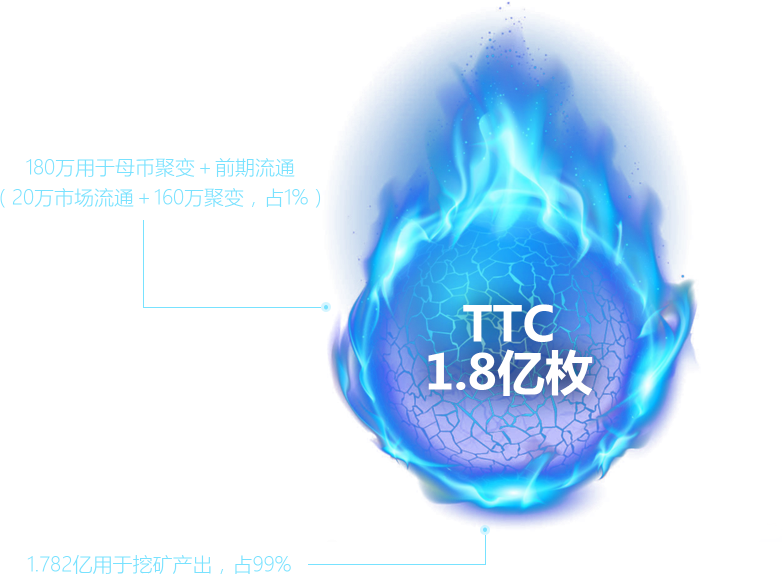 180万用于母币聚变＋前期流通
（20万市场流通＋160万聚变，占1%）
TTC
1.8亿枚
1.782亿用于挖矿产出，占99%